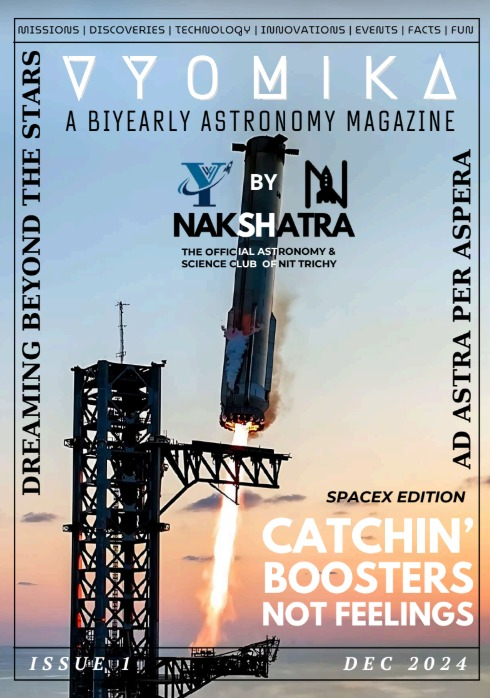 MISSIONS | DISCOVERIES | TECHNOLOGY | INNOVATIONS | EVENTS | FACTS | FUN
VYOMIKA
A BIYEARLY ASTRONOMY MAGAZINE
DREAMING BEYOND THE STARS
AD ASTRA PER ASPERA
Y BY N
NAKSHATRA
THE OFFICIAL ASTRONOMY &
SCIENCE CLUB OF NIT TRICHY
SPACEX EDITION
CATCHIN'
BOOSTERS
NOT FEELINGS
ISSUE 1
DEC 2024